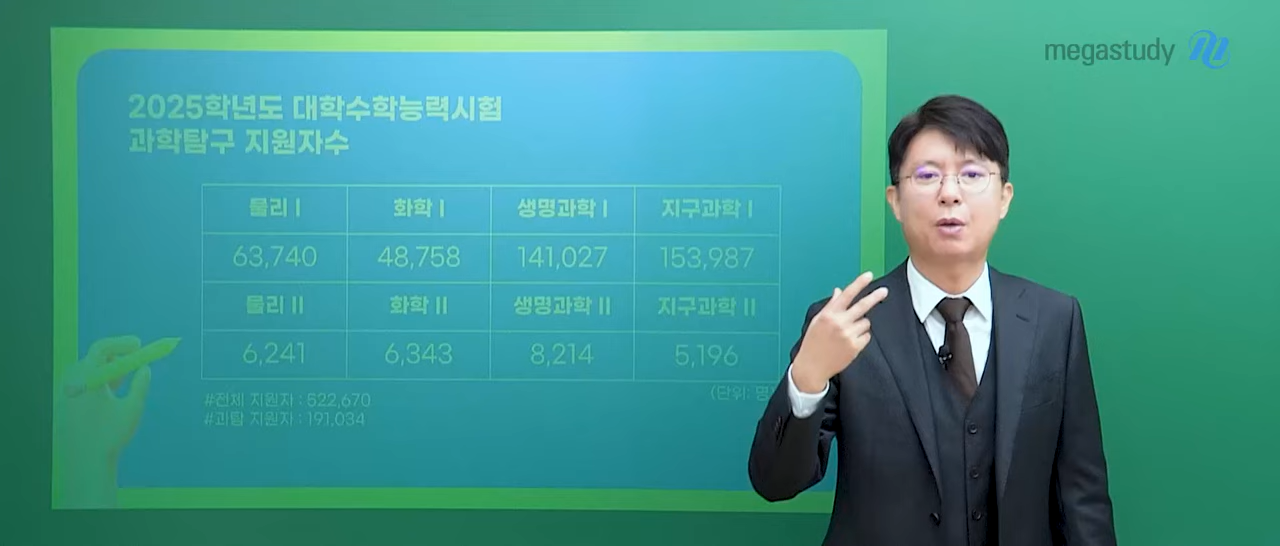 megastudy
2025학년도 대학수학능력시험
과학탐구 지원자수
물리 I 화학 I 생명과학 I 지구과학 I
63,740 48,758 141,027 153,987
물리 II 화학 II 생명과학 II 지구과학 II
6,241 6,343 8,214 5,196
(단위: 명
#전체 지원자 : 522,670
#과탐 지원자 : 191,034